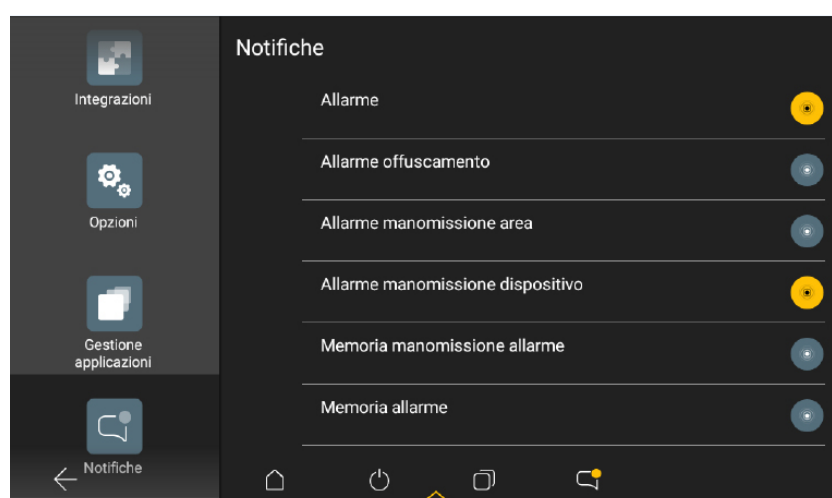 Notifiche
Integrazioni
Allarme
Allarme offuscamento
Opzioni
Allarme manomissione area
Allarme manomissione dispositivo
Gestione
applicazioni
Memoria manomissione allarme
Memoria allarme
Notifiche